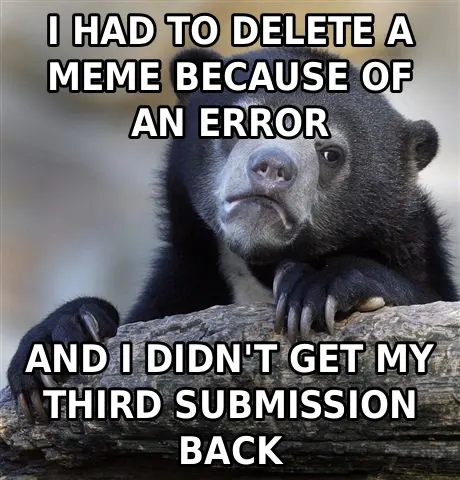 I HAD TO DELETE A
MEME BECAUSE OF
AN ERROR
AND I DIDN'T GET MY
THIRD SUBMISSION
BACK